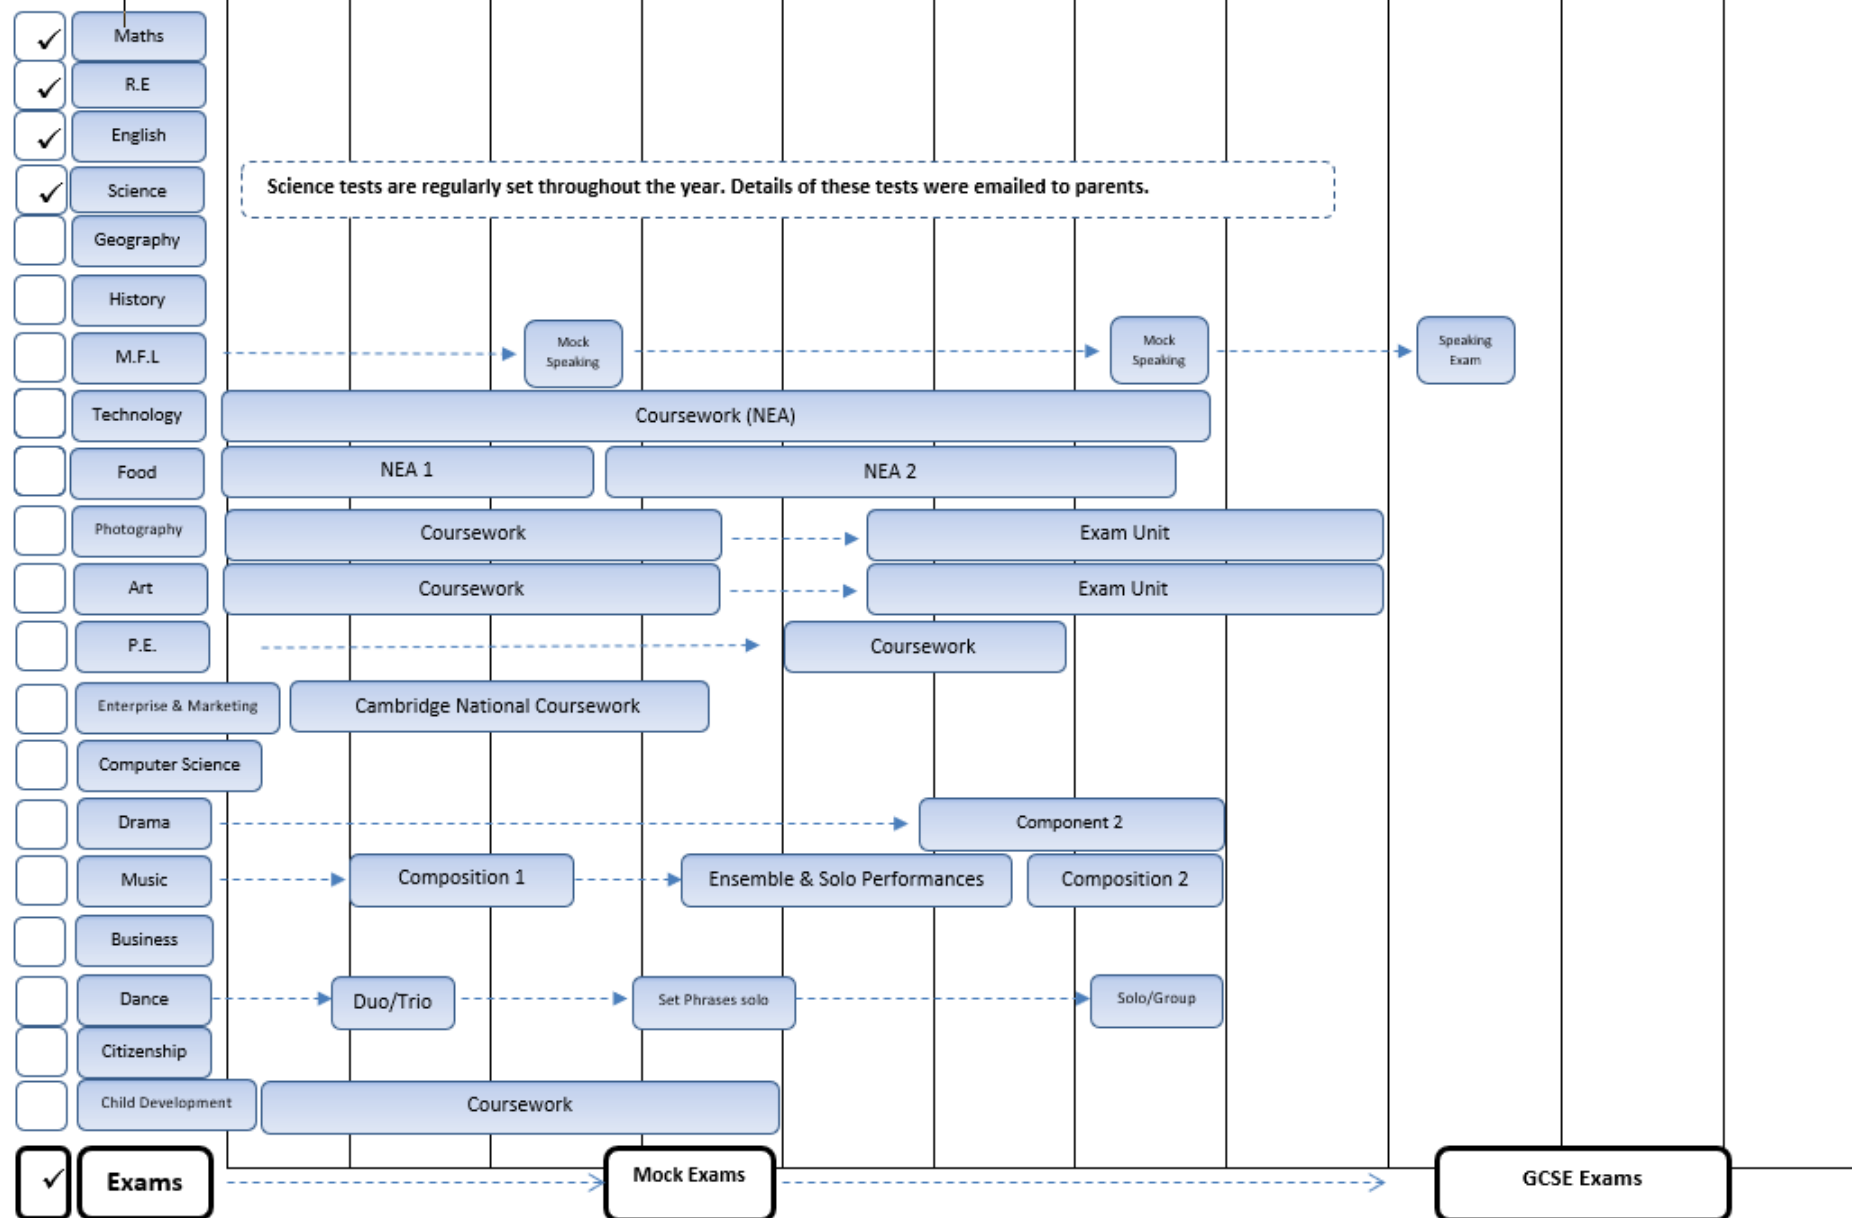 Maths
R.E
English
Science
Science tests are regularly set throughout the year. Details of these tests were emailed to parents.
Geography
History
M.F.L
Mock
Speaking
Mock
Speaking
Speaking
Exam
Technology
Coursework (NEA)
Food
NEA 1
NEA 2
Photography
Coursework
Exam Unit
Art
Coursework
Exam Unit
P.E.
Coursework
Enterprise & Marketing
Cambridge National Coursework
Computer Science
Drama
Component 2
Music
Composition 1
Ensemble & Solo Performances
Composition 2
Business
Dance
Duo/Trio
Set Phrases solo
Solo/Group
Citizenship
Child Development
Coursework
Exams
Mock Exams
GCSE Exams